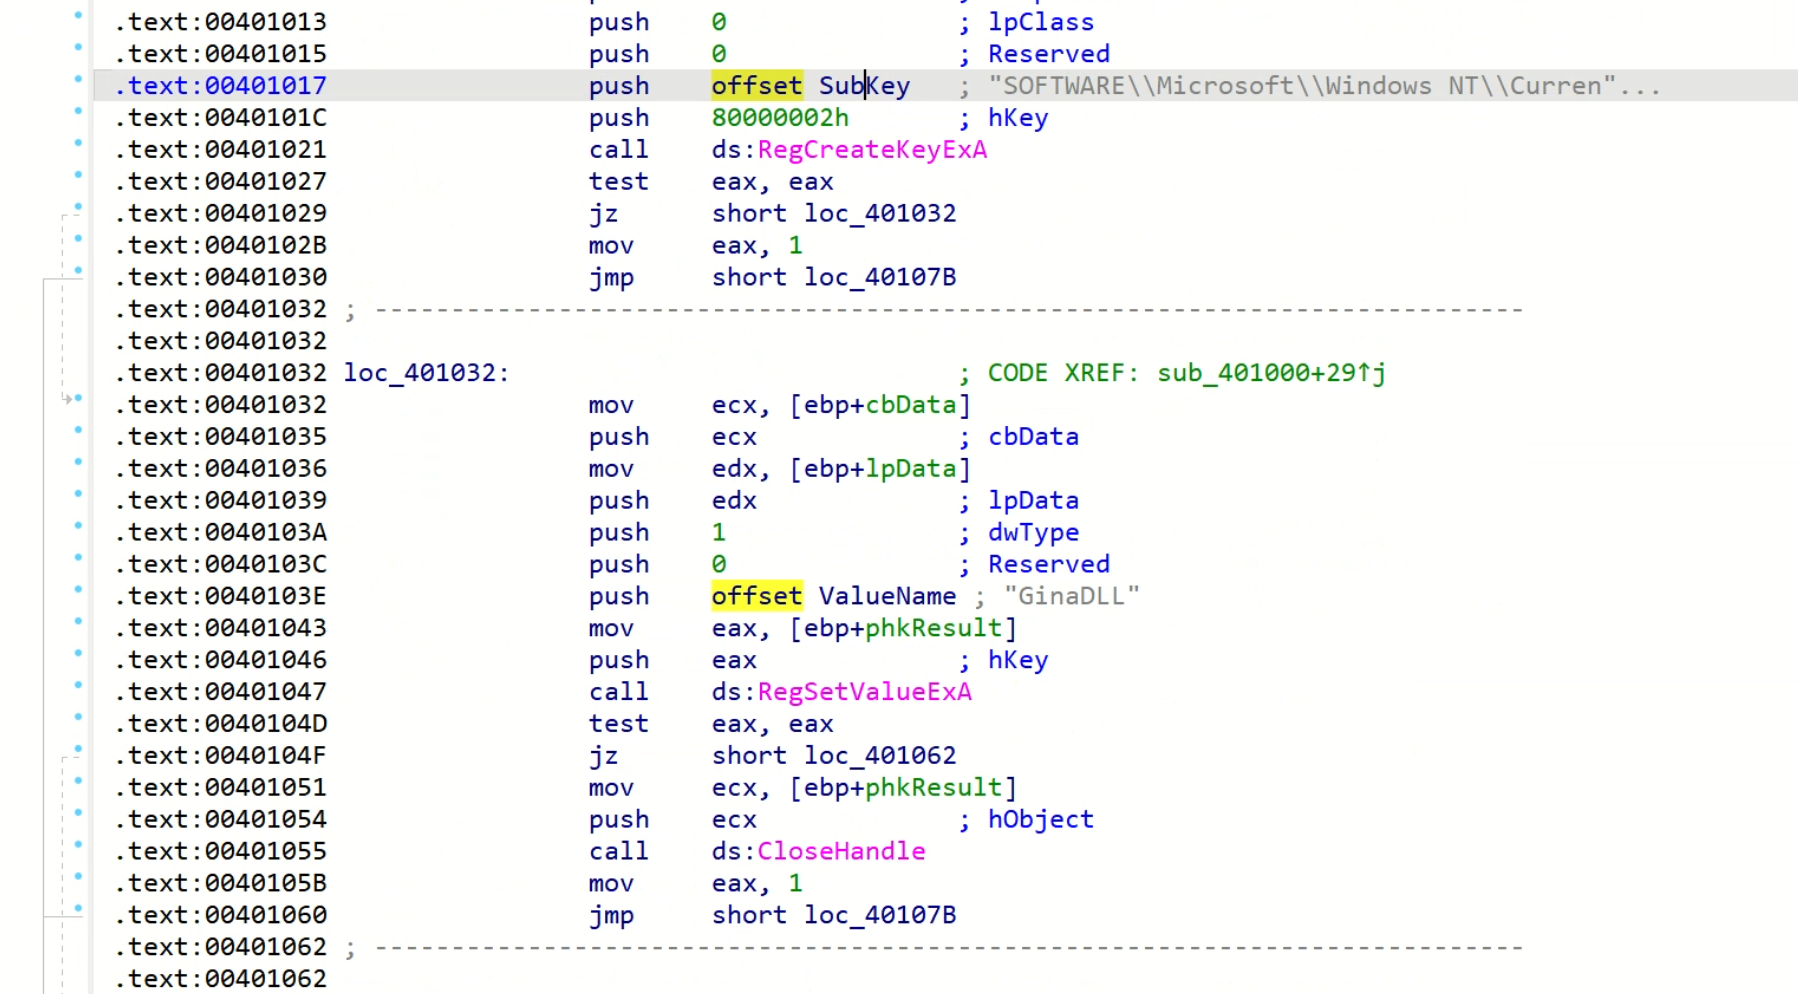 .text:00401013 push 0 ; lpClass
.text:00401015 push 0 ; Reserved
.text:00401017 push offset SubKey ; "SOFTWARE\\Microsoft\\Windows NT\\Curren"...
.text:0040101C push 80000002h ; hKey
.text:00401021 call ds:RegCreateKeyExA
.text:00401027 test eax, eax
.text:00401029 jz short loc_401032
.text:0040102B mov eax, 1
.text:00401030 jmp short loc_40107B
.text:00401032 ; ---------------------------------------------------------------------------
.text:00401032
.text:00401032 loc_401032: ; CODE XREF: sub_401000+29↑j
.text:00401032 mov ecx, [ebp+cbData]
.text:00401035 push ecx ; cbData
.text:00401036 mov edx, [ebp+lpData]
.text:00401039 push edx ; lpData
.text:0040103A push 1 ; dwType
.text:0040103C push 0 ; Reserved
.text:0040103E push offset ValueName ; "GinaDLL"
.text:00401043 mov eax, [ebp+phkResult]
.text:00401046 push eax ; hKey
.text:00401047 call ds:RegSetValueExA
.text:0040104D test eax, eax
.text:0040104F jz short loc_401062
.text:00401051 mov ecx, [ebp+phkResult]
.text:00401054 push ecx ; hObject
.text:00401055 call ds:CloseHandle
.text:0040105B mov eax, 1
.text:00401060 jmp short loc_40107B
.text:00401062 ; ---------------------------------------------------------------------------
.text:00401062